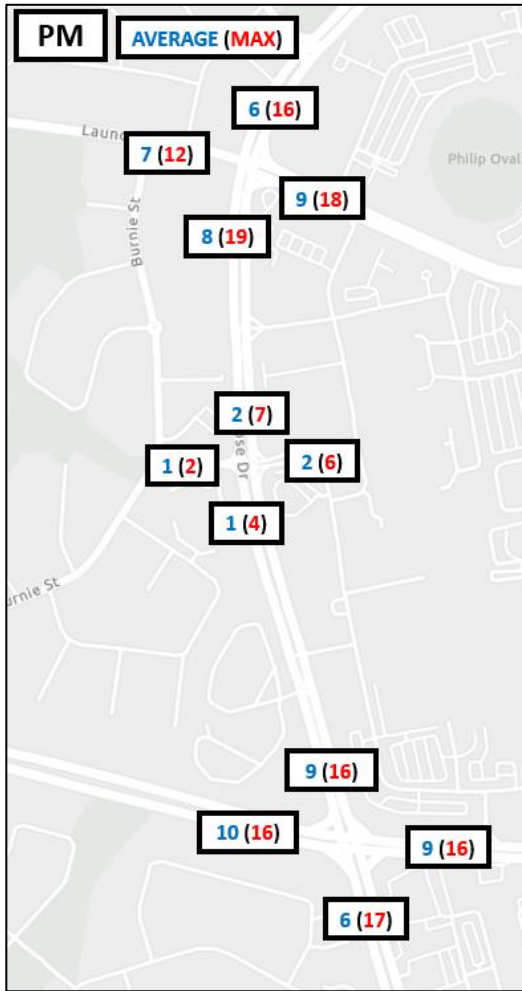 PM
AVERAGE (MAX)
6 (16)
Laun
7 (12)
Philip Oval
9 (18)
Burnie St
8 (19)
2 (7)
ose Dr
1 (2)
2 (6)
1 (4)
urnie St
9 (16)
10 (16)
9 (16)
6 (17)